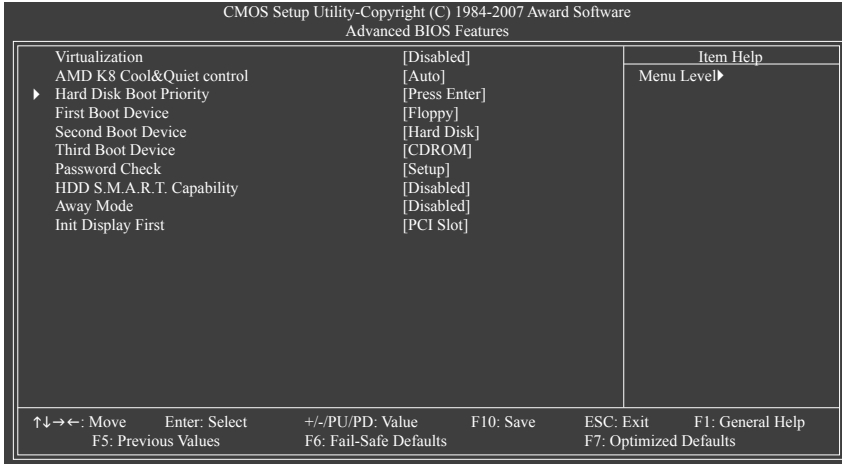 CMOS Setup Utility-Copyright (C) 1984-2007 Award Software
Advanced BIOS Features
Virtualization [Disabled] Item Help
AMD K8 Cool&Quiet control [Auto] Menu Level▶
▶ Hard Disk Boot Priority [Press Enter]
First Boot Device [Floppy]
Second Boot Device [Hard Disk]
Third Boot Device [CDROM]
Password Check [Setup]
HDD S.M.A.R.T. Capability [Disabled]
Away Mode [Disabled]
Init Display First [PCI Slot]
↑↓→←: Move Enter: Select +/-/PU/PD: Value F10: Save ESC: Exit F1: General Help
F5: Previous Values F6: Fail-Safe Defaults F7: Optimized Defaults